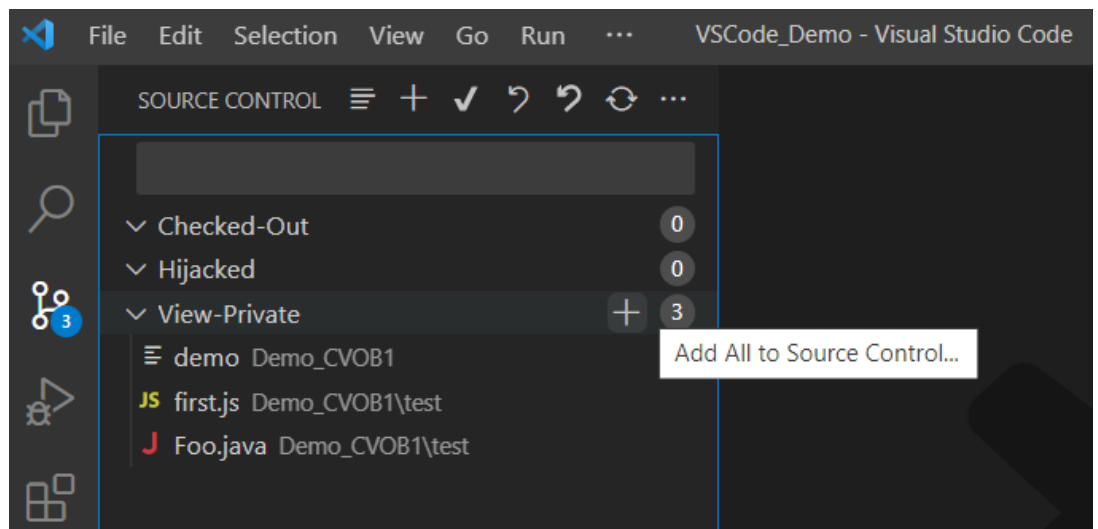 File Edit Selection View Go Run ··· VSCode_Demo - Visual Studio Code
SOURCE CONTROL ···
Checked-Out 0
Hijacked 0
View-Private 3
3
Add All to Source Control...
demo Demo_CVOB1
JS first.js Demo_CVOB1\test
J Foo.java Demo_CVOB1\test